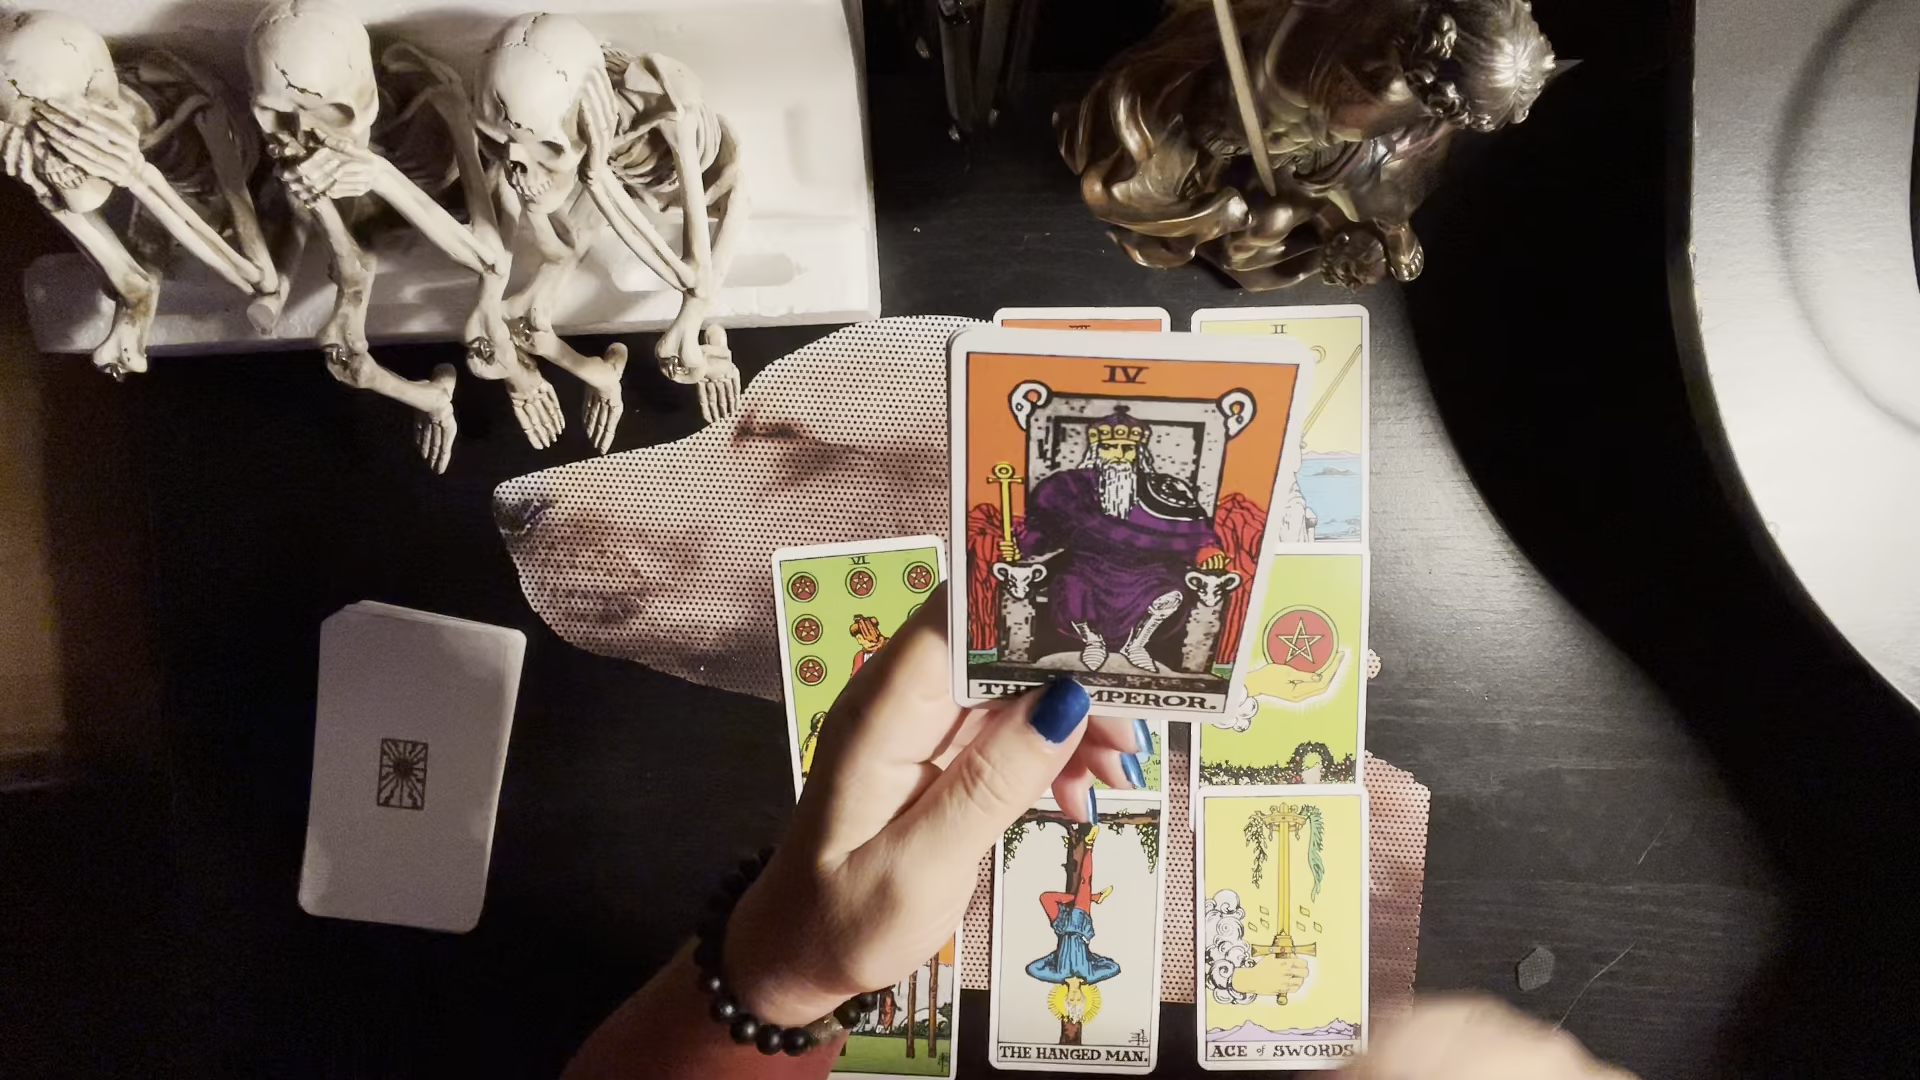 II
IV
THE EMPEROR.
VI
THE HANGED MAN.
ACE of SWORDS